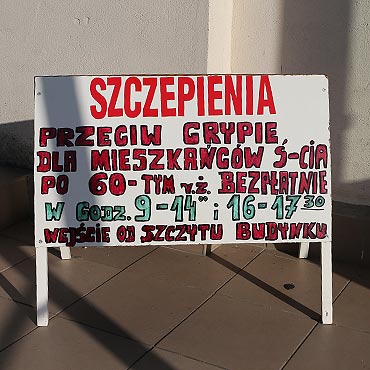 SZCZEPIENIA
PRZECIW GRYPIE,
DLA MIESZKAŃCÓW Ś-CIA
PO 60-TYM r.ż. BEZPŁATNIE
W GODZ. 9-14°° i 16-17³⁰
WEJŚCIE OD SZCZYTU BUDYNKU